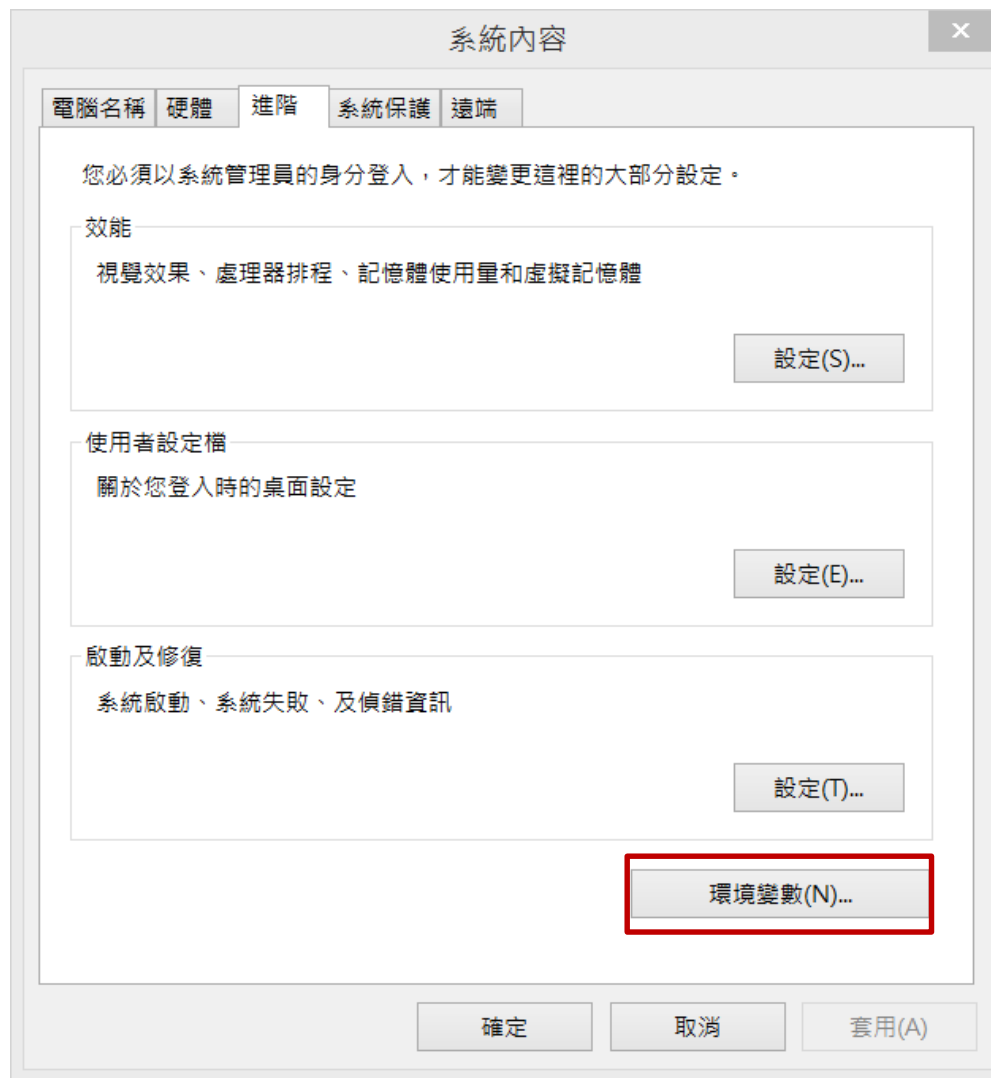 系統內容
電腦名稱 硬體 進階 系統保護 遠端
您必須以系統管理員的身分登入，才能變更這裡的大部分設定。
效能
視覺效果、處理器排程、記憶體使用量和虛擬記憶體
設定(S)...
使用者設定檔
關於您登入時的桌面設定
設定(E)...
啟動及修復
系統啟動、系統失敗、及偵錯資訊
設定(T)...
環境變數(N)...
確定 取消 套用(A)